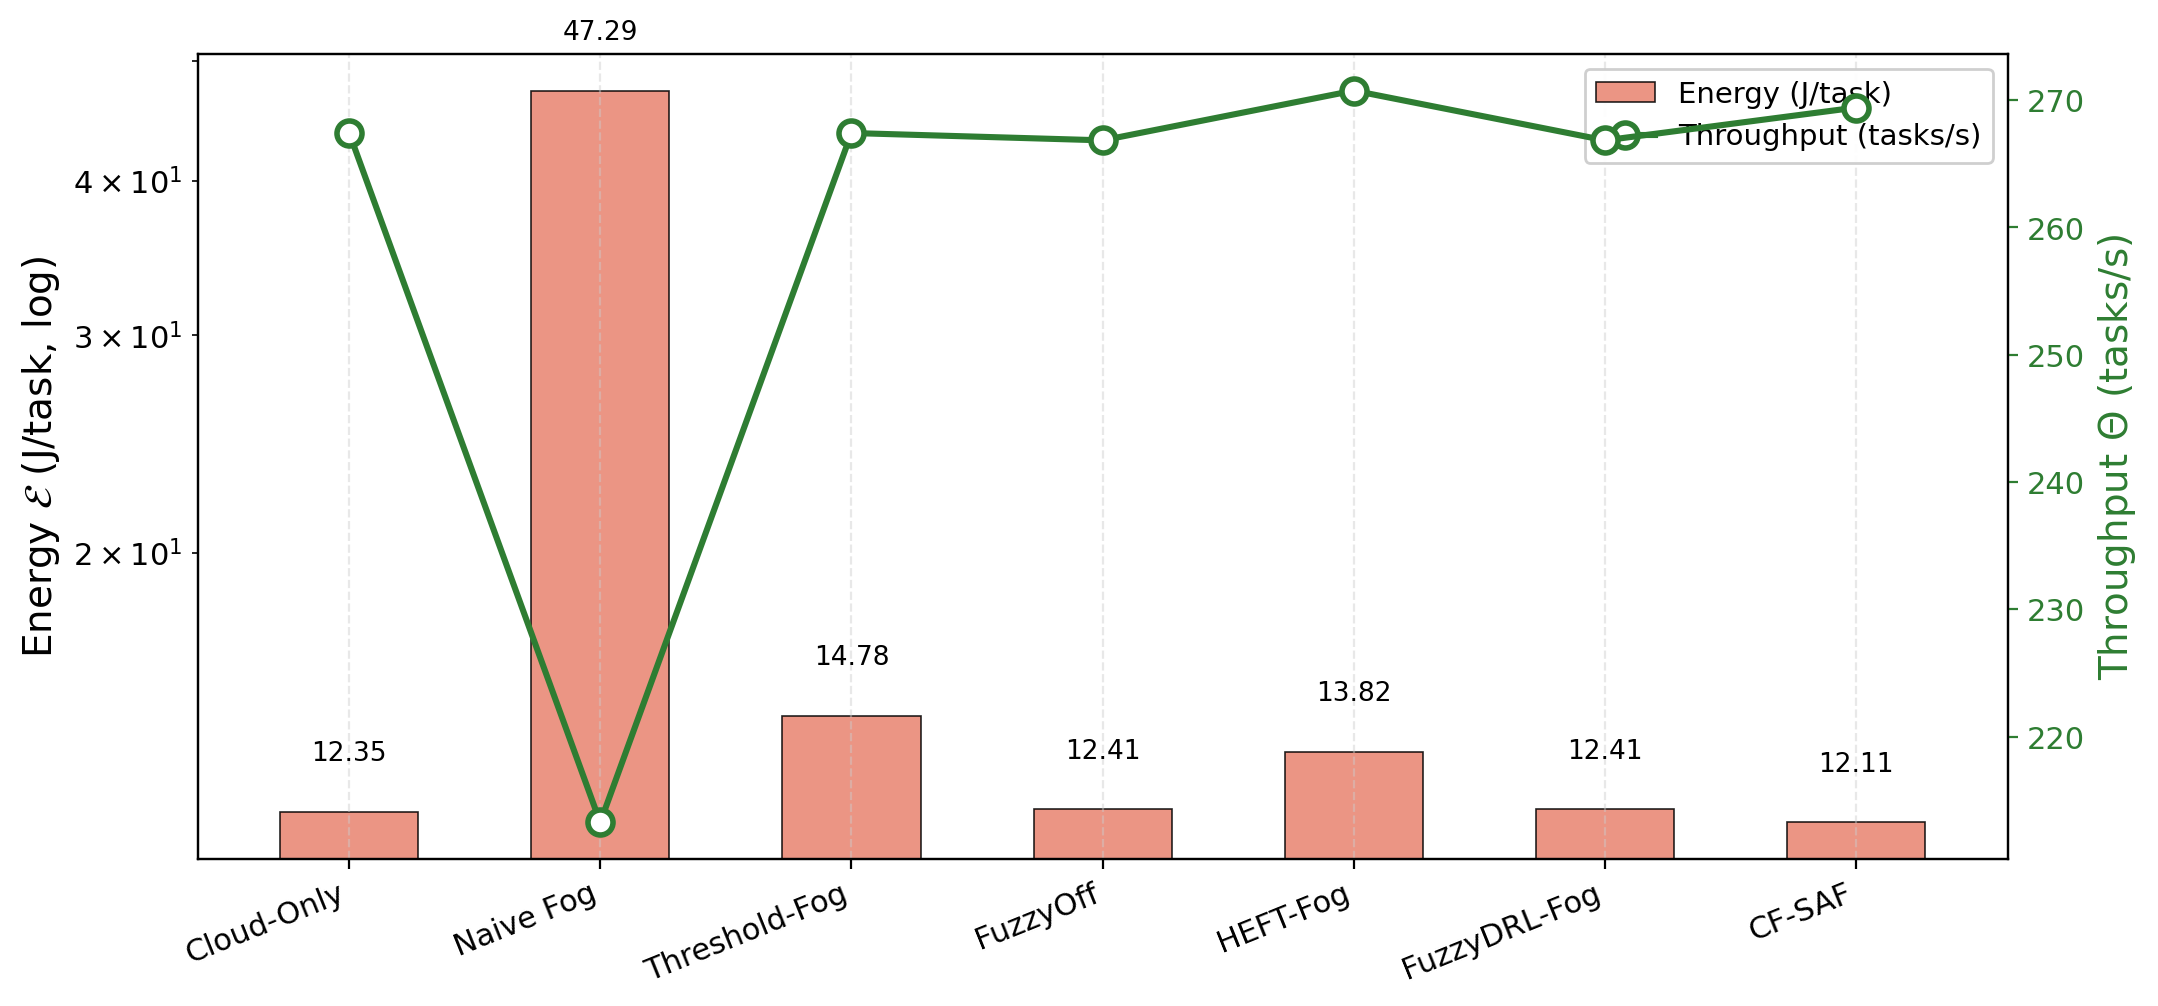 47.29
Energy (J/task)
Throughput (tasks/s)
4 × 10¹
3 × 10¹
2 × 10¹
Energy ℰ (J/task, log)
270
260
250
240
230
220
Throughput Θ (tasks/s)
12.35
14.78
12.41
13.82
12.41
12.11
Cloud-Only
Naive Fog
Threshold-Fog
FuzzyOff
HEFT-Fog
FuzzyDRL-Fog
CF-SAF